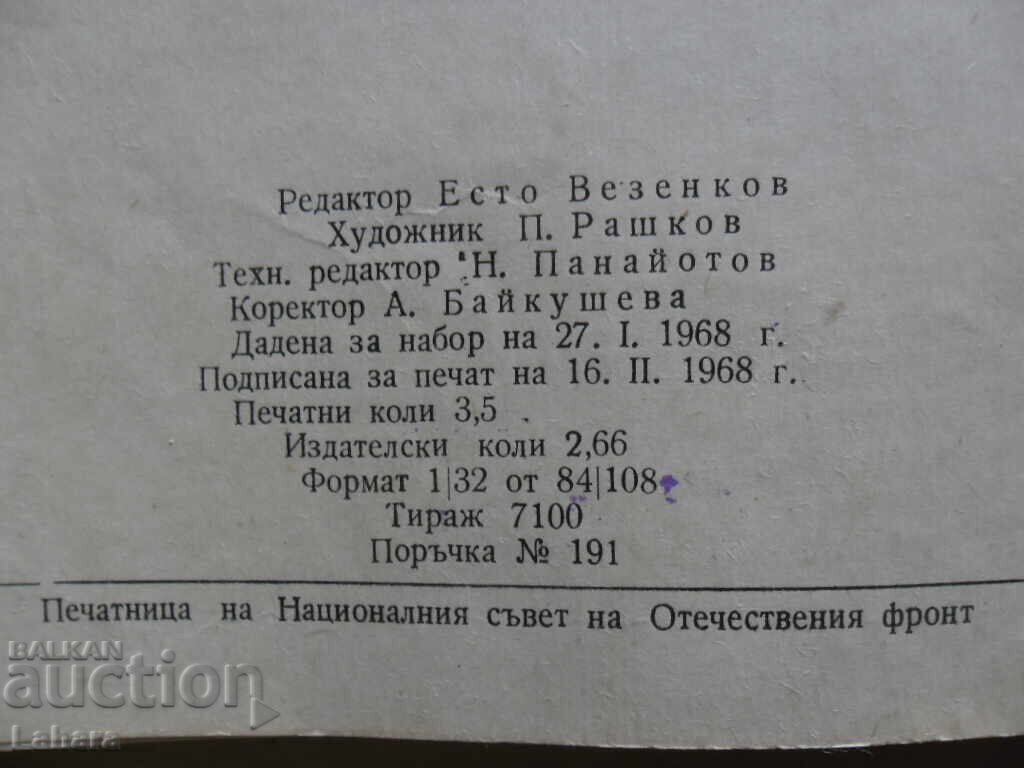 Редактор Есто Везенков
Художник П. Рашков
Техн. редактор Н. Панайотов
Коректор А. Байкушева
Дадена за набор на 27. I. 1968 г.
Подписана за печат на 16. II. 1968 г.
Печатни коли 3,5
Издателски коли 2,66
Формат 1|32 от 84|108
Тираж 7100
Поръчка № 191
Печатница на Националния съвет на Отечествения фронт
BALKAN
auction
Lahara